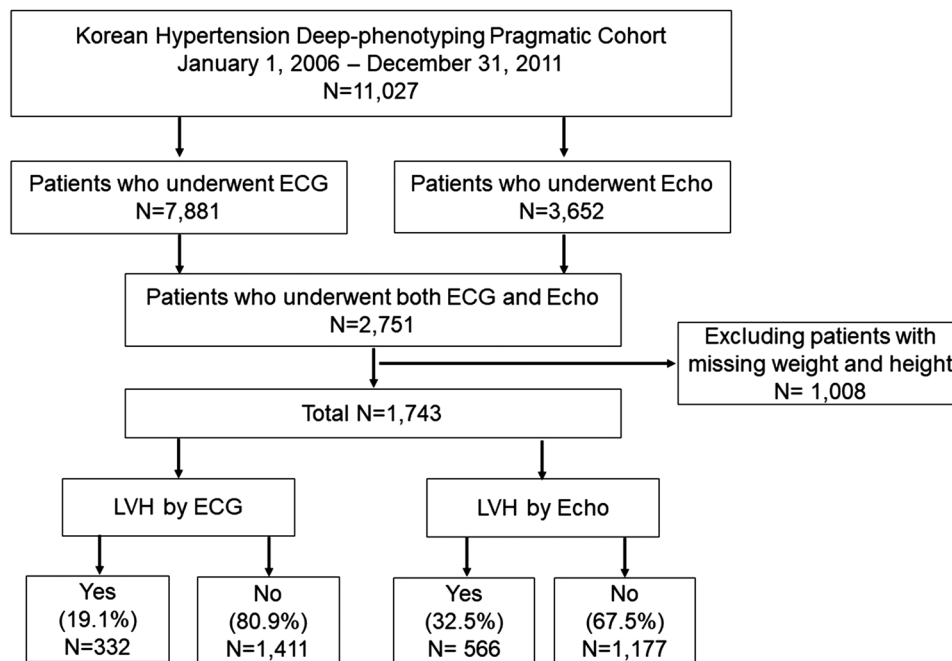 Korean Hypertension Deep-phenotyping Pragmatic Cohort
January 1, 2006 – December 31, 2011
N=11,027
Patients who underwent ECG
N=7,881
Patients who underwent Echo
N=3,652
Patients who underwent both ECG and Echo
N=2,751
Excluding patients with
missing weight and height
N= 1,008
Total N=1,743
LVH by ECG
LVH by Echo
Yes
(19.1%)
N=332
No
(80.9%)
N=1,411
Yes
(32.5%)
N= 566
No
(67.5%)
N=1,177